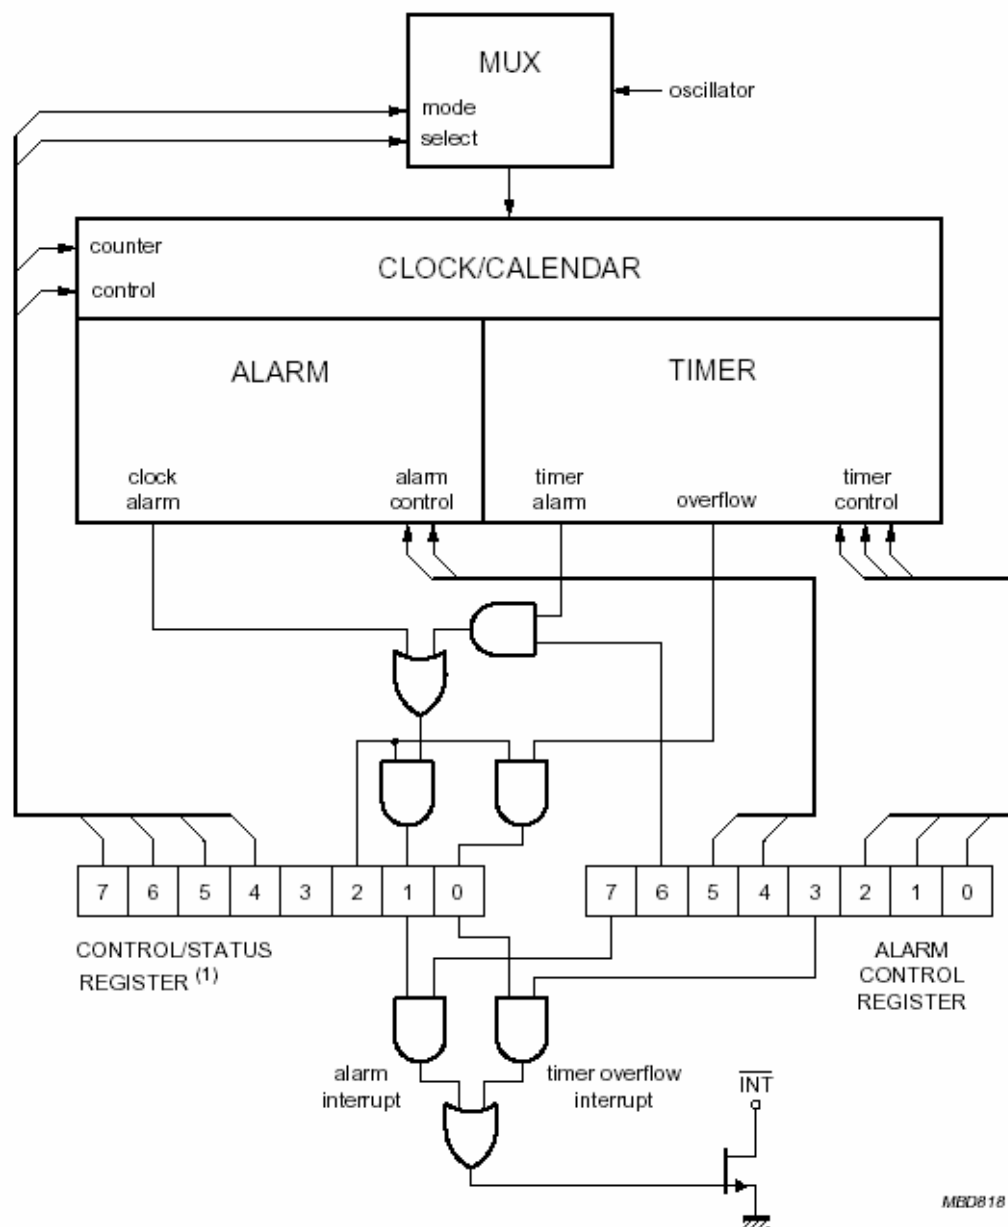 MUX
oscillator
mode
select
counter
CLOCK/CALENDAR
control
ALARM
TIMER
clock
alarm
alarm
control
timer
alarm
overflow
timer
control
7 6 5 4 3 2 1 0
7 6 5 4 3 2 1 0
CONTROL/STATUS
REGISTER (1)
ALARM
CONTROL
REGISTER
alarm
interrupt
timer overflow
interrupt
INT
MBD818